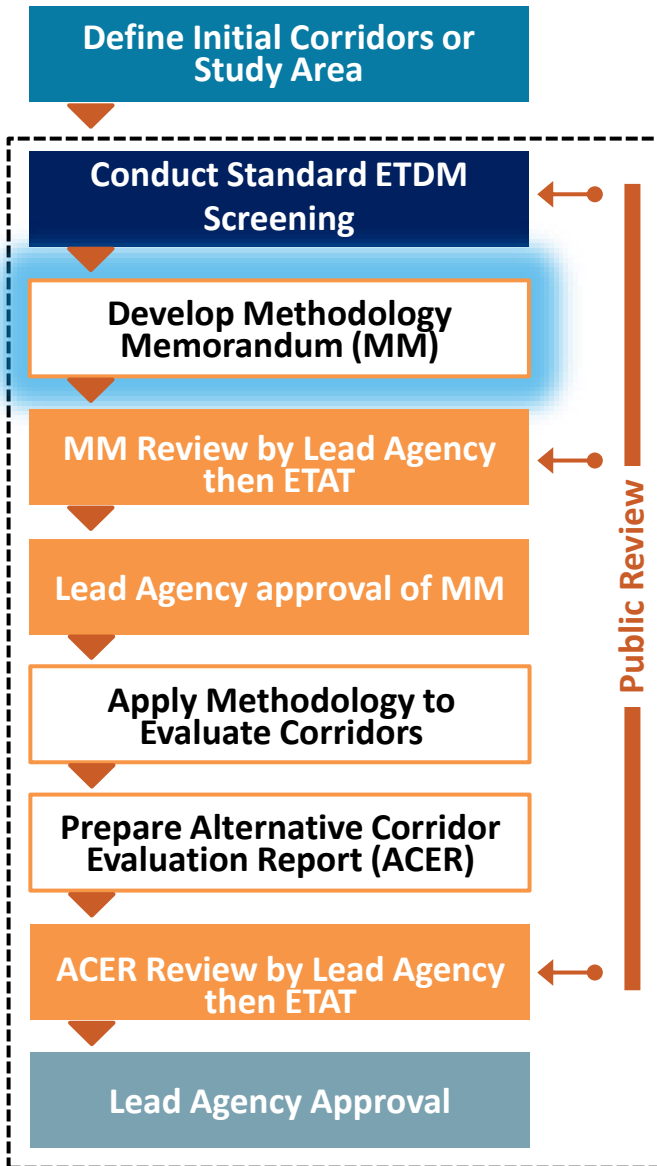 Define Initial Corridors or
Study Area
Conduct Standard ETDM
Screening
Develop Methodology
Memorandum (MM)
MM Review by Lead Agency
then ETAT
Lead Agency approval of MM
Apply Methodology to
Evaluate Corridors
Prepare Alternative Corridor
Evaluation Report (ACER)
ACER Review by Lead Agency
then ETAT
Lead Agency Approval
Public Review